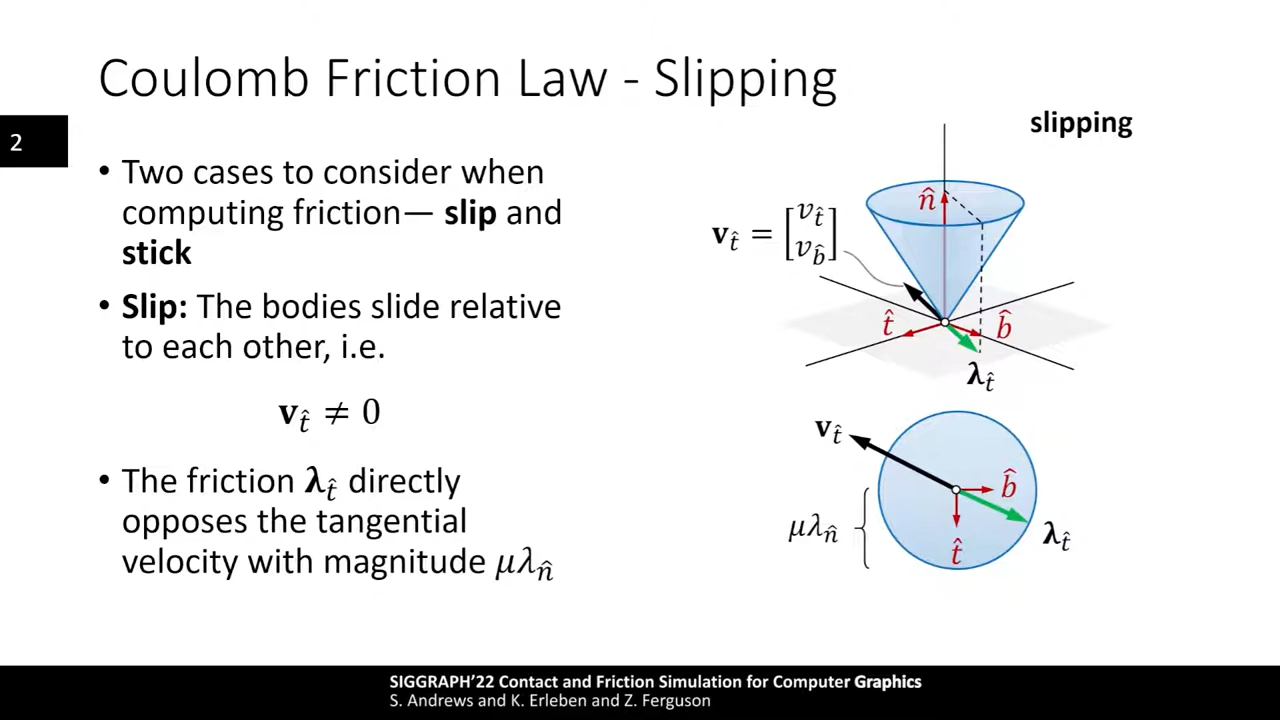 Coulomb Friction Law - Slipping
2
• Two cases to consider when
computing friction— slip and
stick
• Slip: The bodies slide relative
to each other, i.e.
𝐯_t̂ ≠ 0
• The friction 𝛌_t̂ directly
opposes the tangential
velocity with magnitude μλ_n̂
slipping
n̂
𝐯_t̂ = [v_t̂
v_b̂]
t̂
b̂
𝛌_t̂
𝐯_t̂
b̂
μλ_n̂
t̂
𝛌_t̂
SIGGRAPH’22 Contact and Friction Simulation for Computer Graphics
S. Andrews and K. Erleben and Z. Ferguson